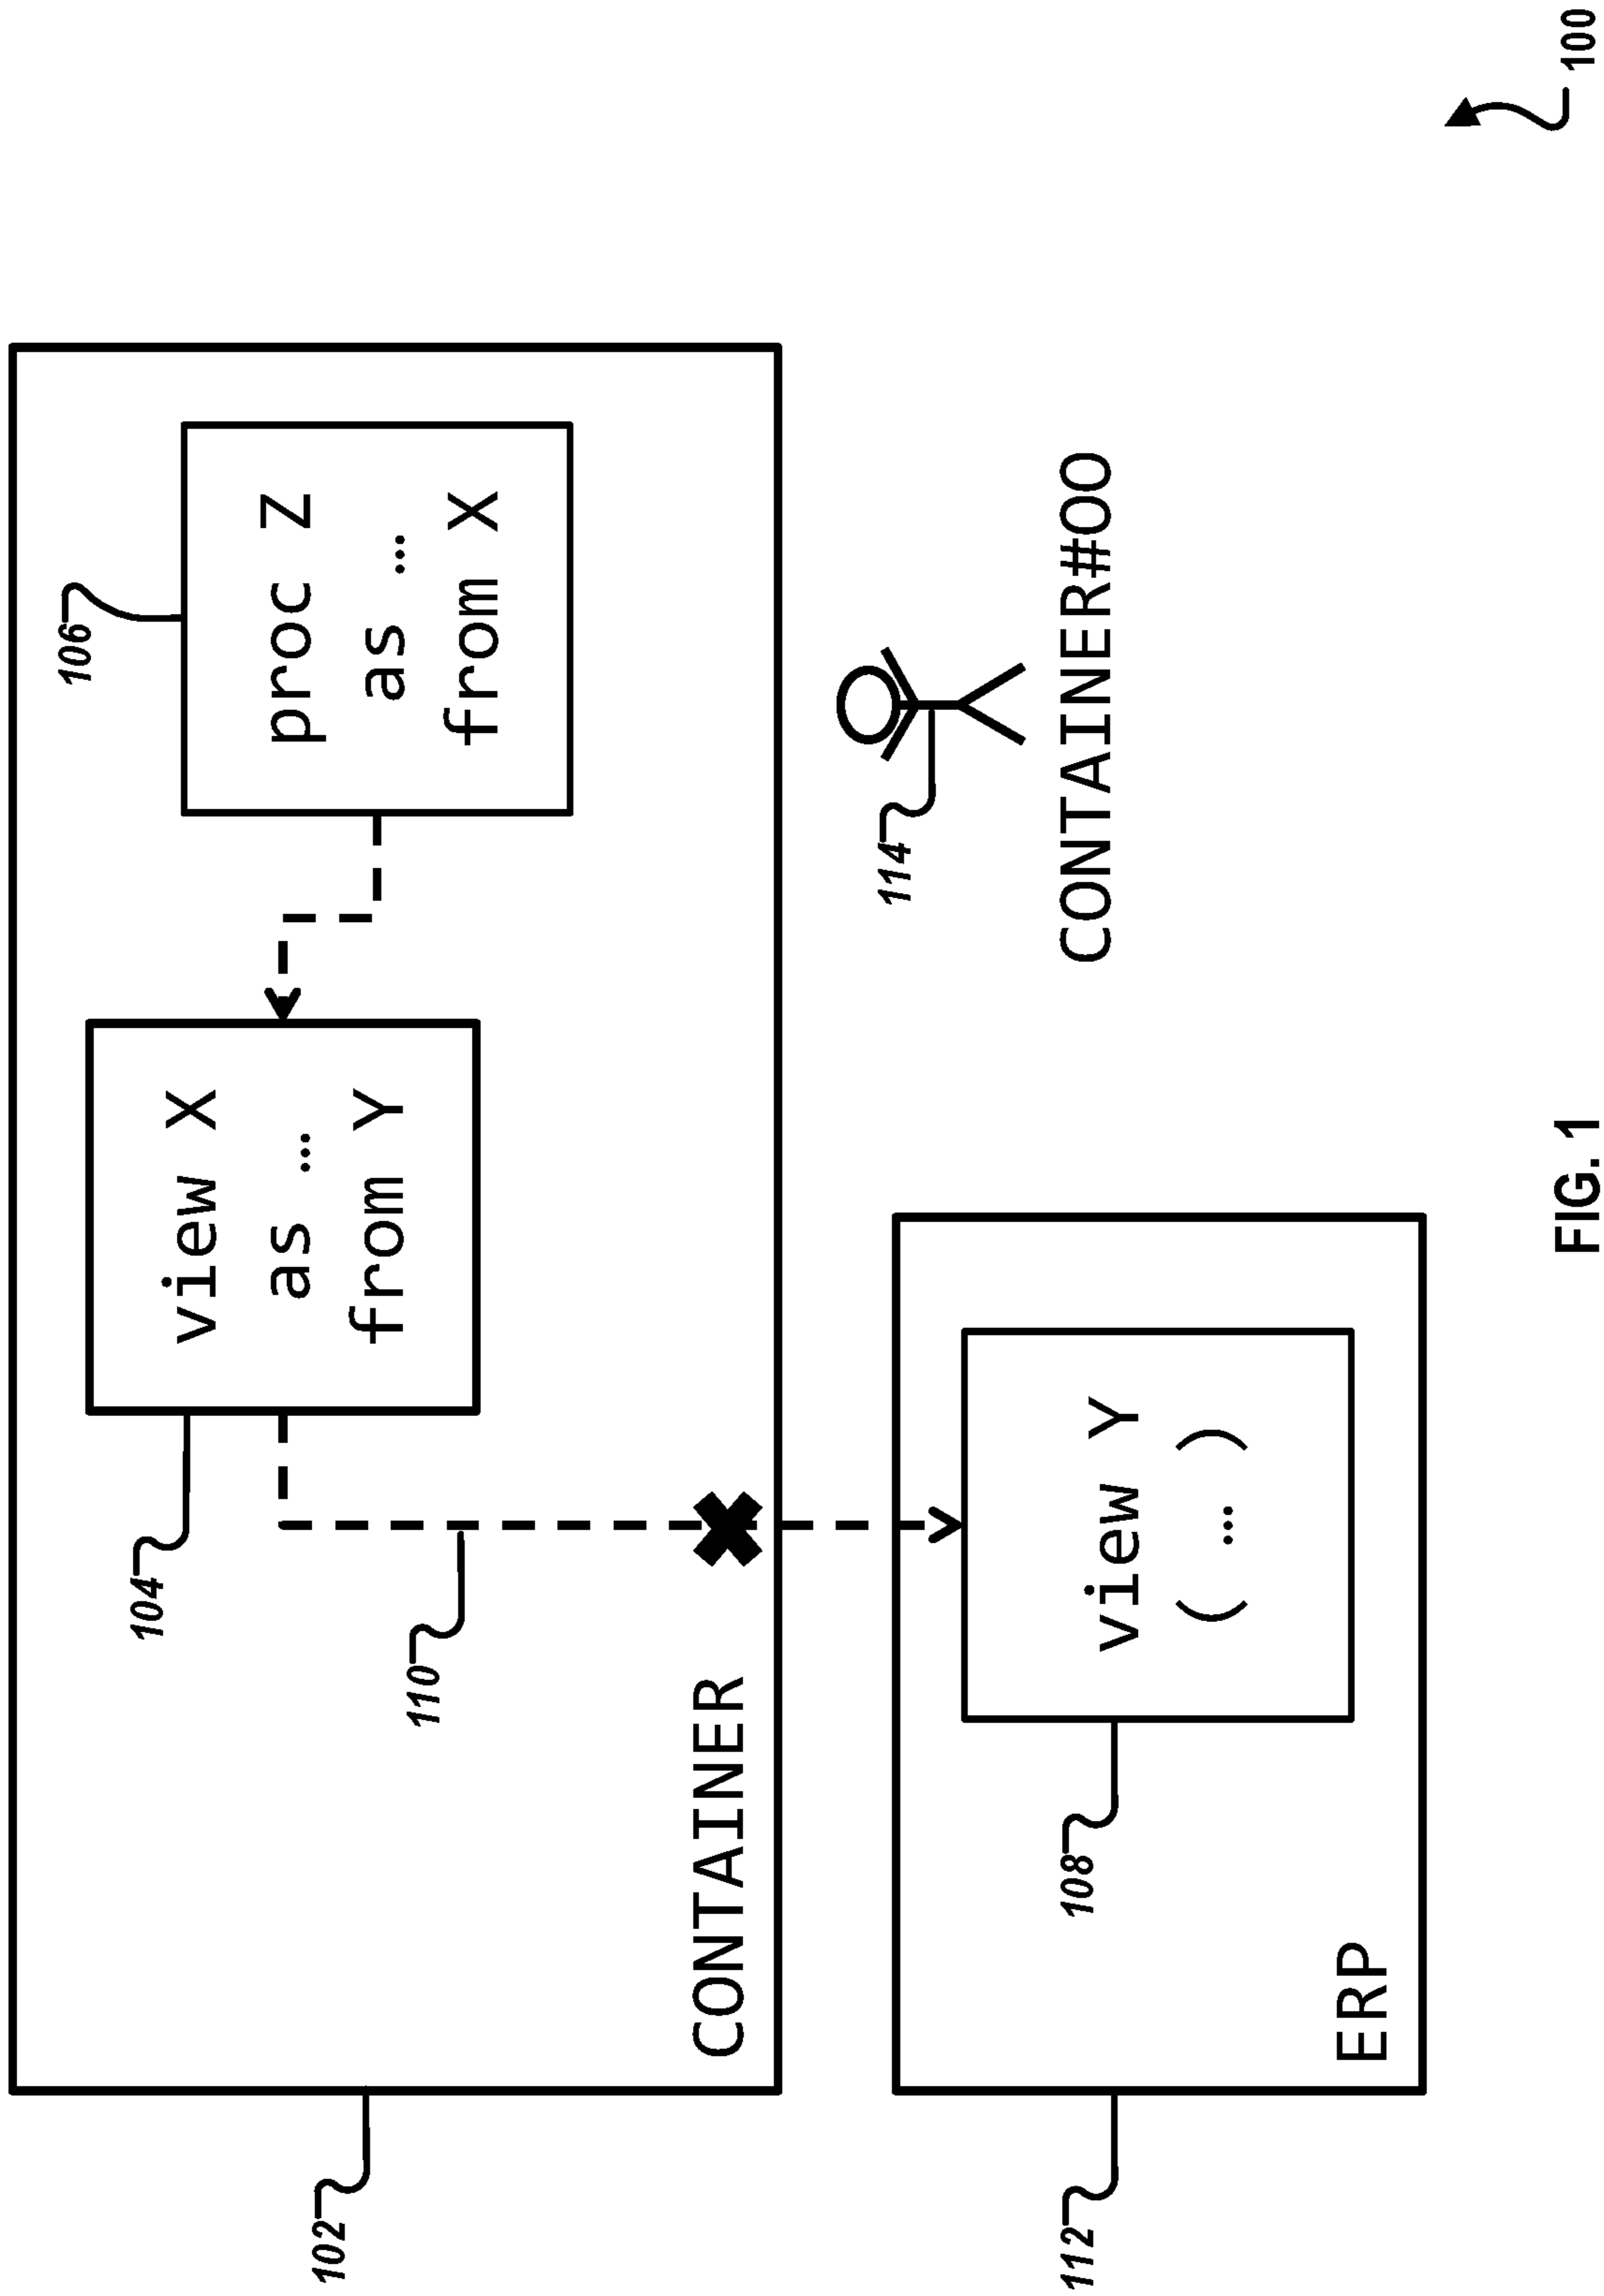 100
106
proc Z
as ...
from X
104
view X
as ...
from Y
110
CONTAINER
102
114
CONTAINER#OO
108
view Y
( ... )
ERP
112
FIG. 1